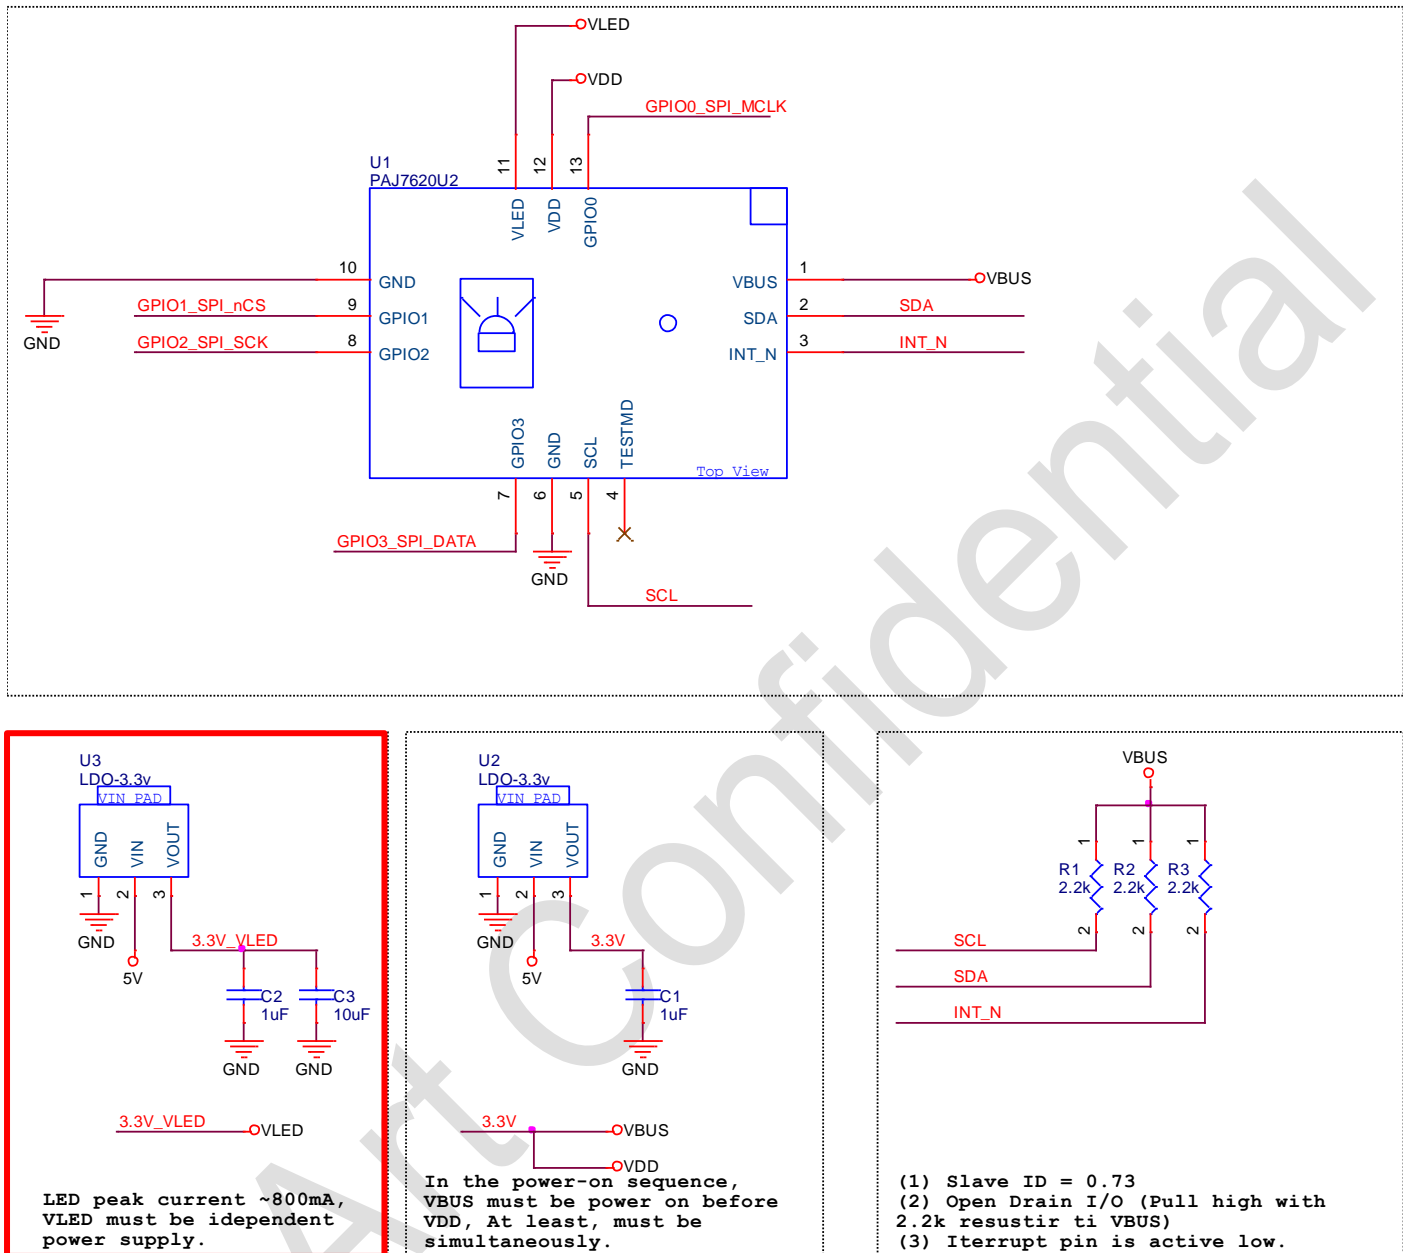 VLED
VDD
GPIO0_SPI_MCLK
U1
PAJ7620U2
11
12
13
VLED
VDD
GPIO0
10
GND
VBUS
1
VBUS
GPIO1_SPI_nCS
9
GPIO1
SDA
2
SDA
GND
GPIO2_SPI_SCK
8
GPIO2
INT_N
3
INT_N
GPIO3
GND
SCL
TESTMD
Top View
7
6
5
4
GPIO3_SPI_DATA
GND
SCL
U3
LDO-3.3v
VIN PAD
GND
VIN
VOUT
1
2
3
GND
3.3V_VLED
5V
C2
1uF
C3
10uF
GND
GND
3.3V_VLED
VLED
LED peak current ~800mA,
VLED must be idependent
power supply.
U2
LDO-3.3v
VIN PAD
GND
VIN
VOUT
1
2
3
GND
3.3V
5V
C1
1uF
GND
3.3V
VBUS
VDD
In the power-on sequence,
VBUS must be power on before
VDD, At least, must be
simultaneously.
VBUS
1
1
1
R1
2.2k
R2
2.2k
R3
2.2k
2
2
2
SCL
SDA
INT_N
(1) Slave ID = 0.73
(2) Open Drain I/O (Pull high with
2.2k resustir ti VBUS)
(3) Iterrupt pin is active low.
Art Confidential